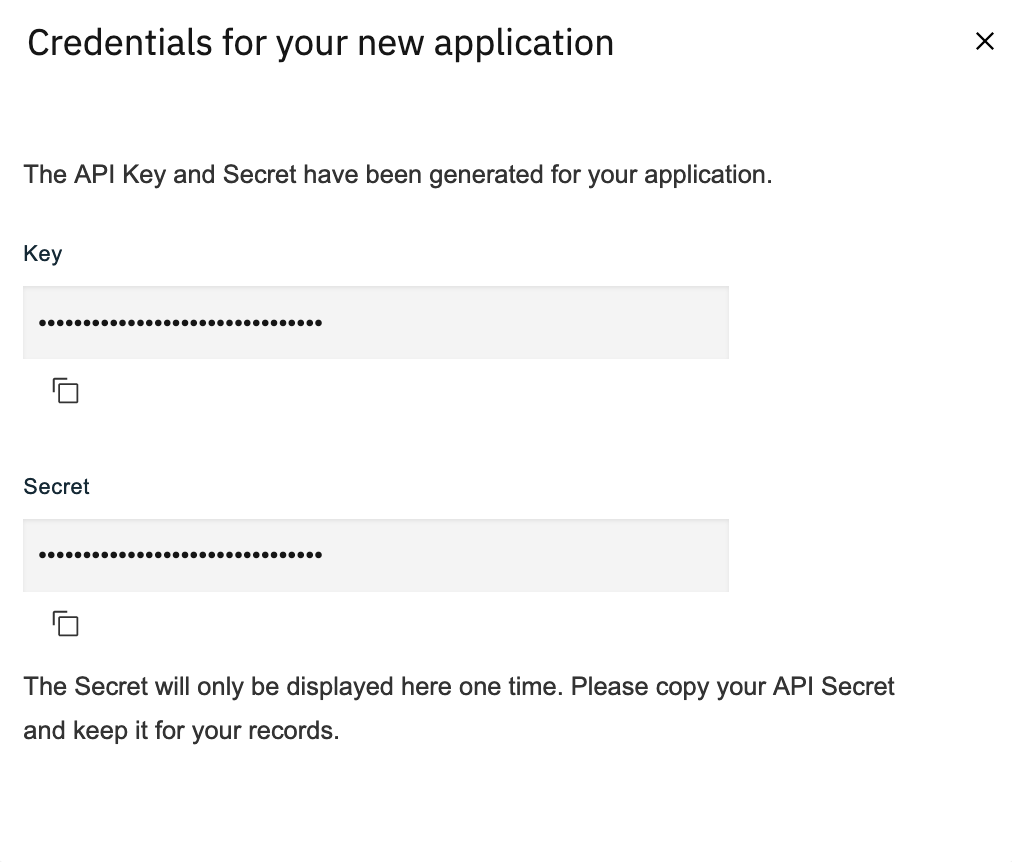 Credentials for your new application
The API Key and Secret have been generated for your application.
Key
••••••••••••••••••••••••••••••••
Secret
••••••••••••••••••••••••••••••••
The Secret will only be displayed here one time. Please copy your API Secret
and keep it for your records.